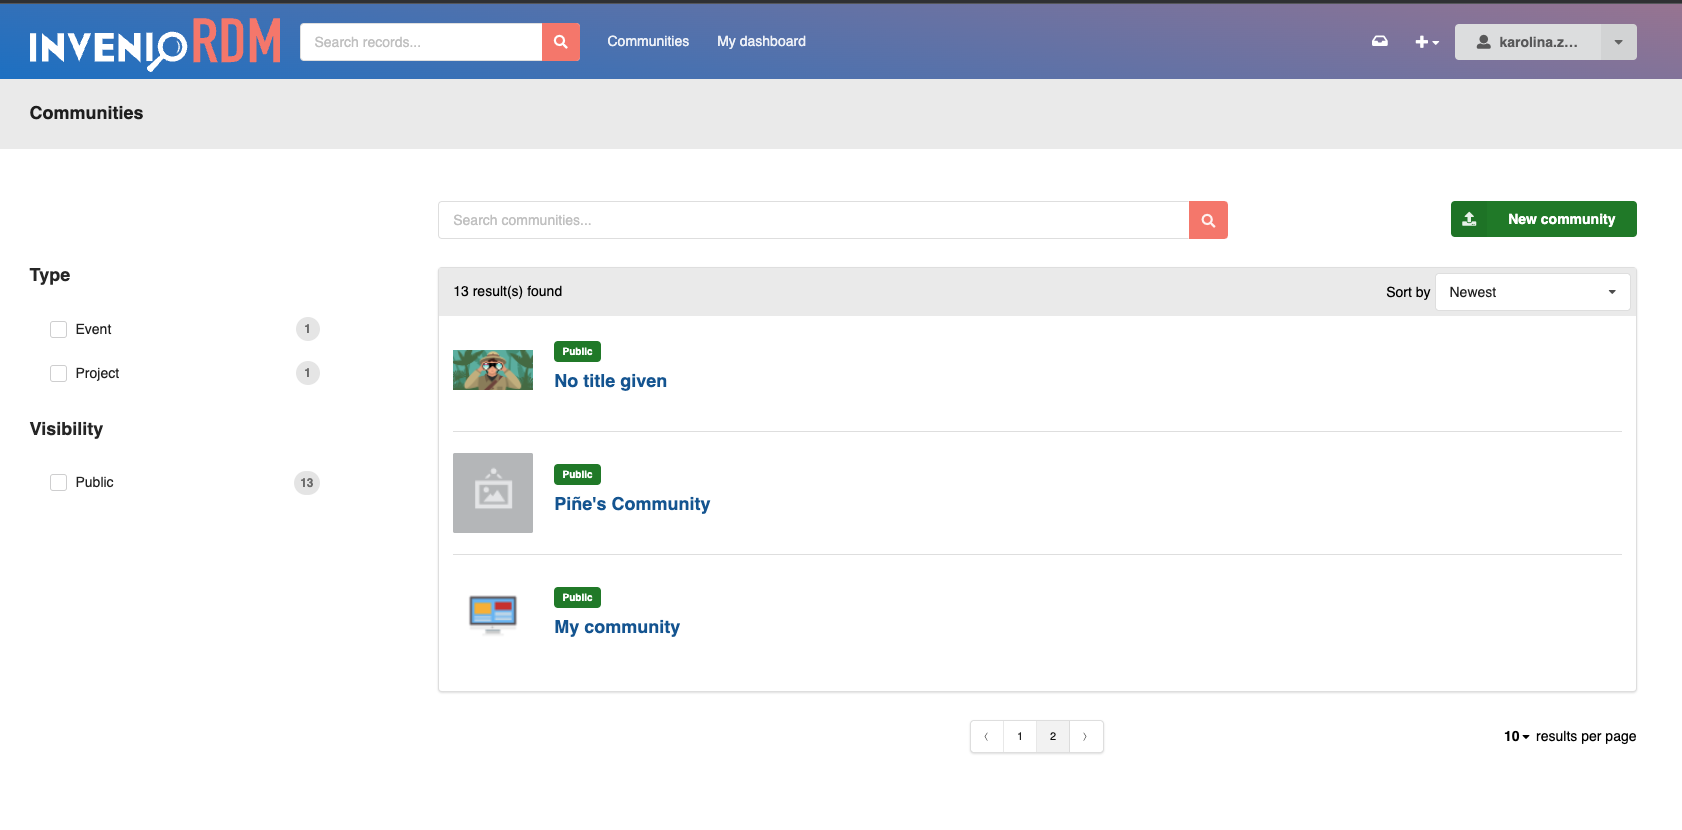 INVENIO RDM
Search records...
Communities
My dashboard
karolina.z...
Communities
Search communities...
New community
Type
Event 1
Project 1
Visibility
Public 13
13 result(s) found
Sort by Newest
Public
No title given
Public
Piñe's Community
Public
My community
‹ 1 2 ›
10 results per page